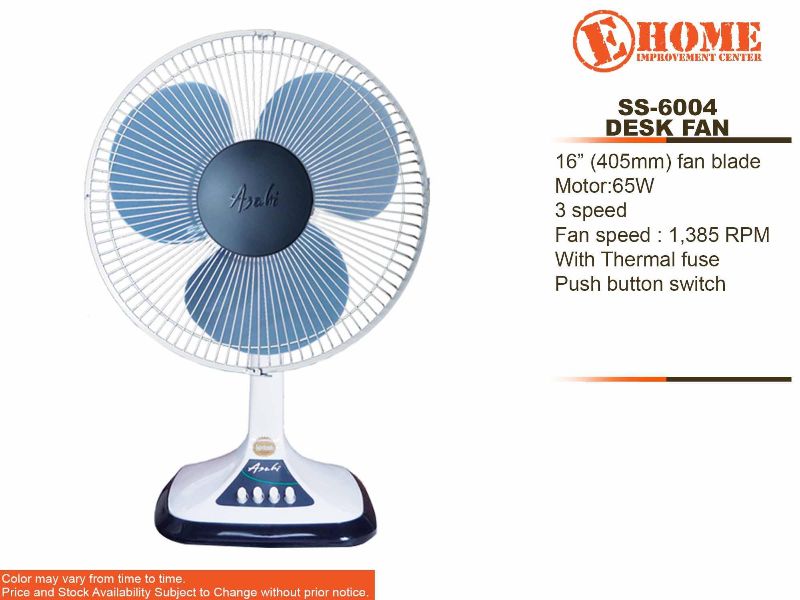 E HOME
IMPROVEMENT CENTER
SS-6004
DESK FAN
16” (405mm) fan blade
Motor:65W
3 speed
Fan speed : 1,385 RPM
With Thermal fuse
Push button switch
Asahi
Asahi
Color may vary from time to time.
Price and Stock Availability Subject to Change without prior notice.